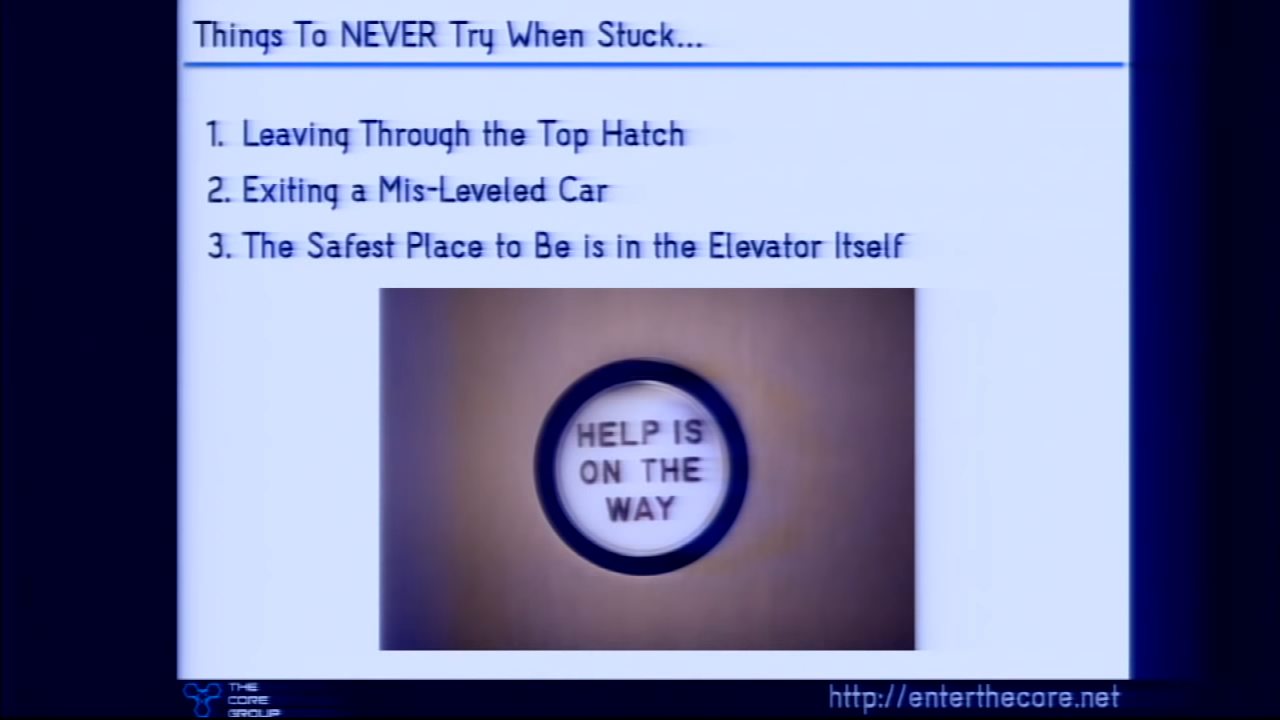 Things To NEVER Try When Stuck...
1. Leaving Through the Top Hatch
2. Exiting a Mis-Leveled Car
3. The Safest Place to Be is in the Elevator Itself
HELP IS
ON THE
WAY
THE
CORE
GROUP
http://enterthecore.net